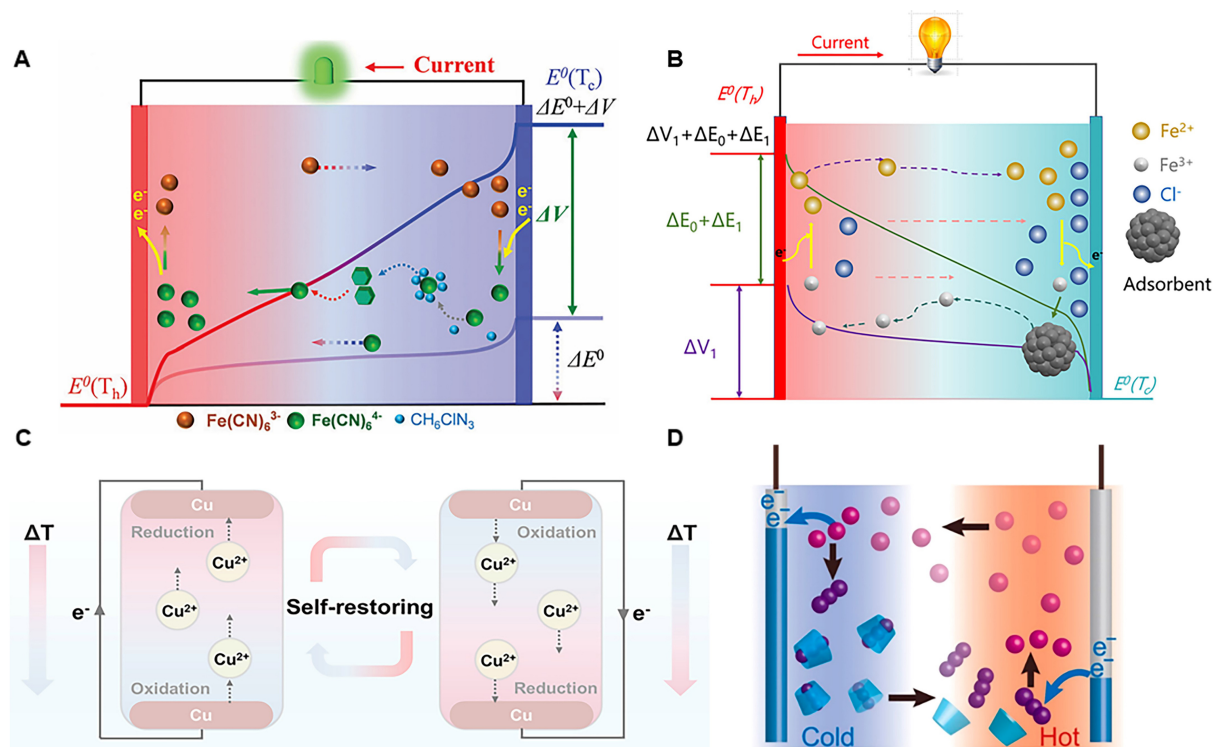 A
Current
E⁰(T_c)
ΔE⁰+ΔV
e⁻
e⁻
e⁻
e⁻
ΔV
ΔE⁰
E⁰(T_h)
Fe(CN)₆³⁻
Fe(CN)₆⁴⁻
CH₆ClN₃
B
Current
E⁰(T_h)
ΔV₁+ΔE₀+ΔE₁
ΔE₀+ΔE₁
e⁻
e⁻
ΔV₁
E⁰(T_c)
Fe²⁺
Fe³⁺
Cl⁻
Adsorbent
C
ΔT
e⁻
Cu
Reduction
Cu²⁺
Cu²⁺
Cu²⁺
Oxidation
Cu
Self-restoring
Cu
Oxidation
Cu²⁺
Cu²⁺
Cu²⁺
Reduction
Cu
e⁻
ΔT
D
e⁻
e⁻
e⁻
e⁻
Cold
Hot